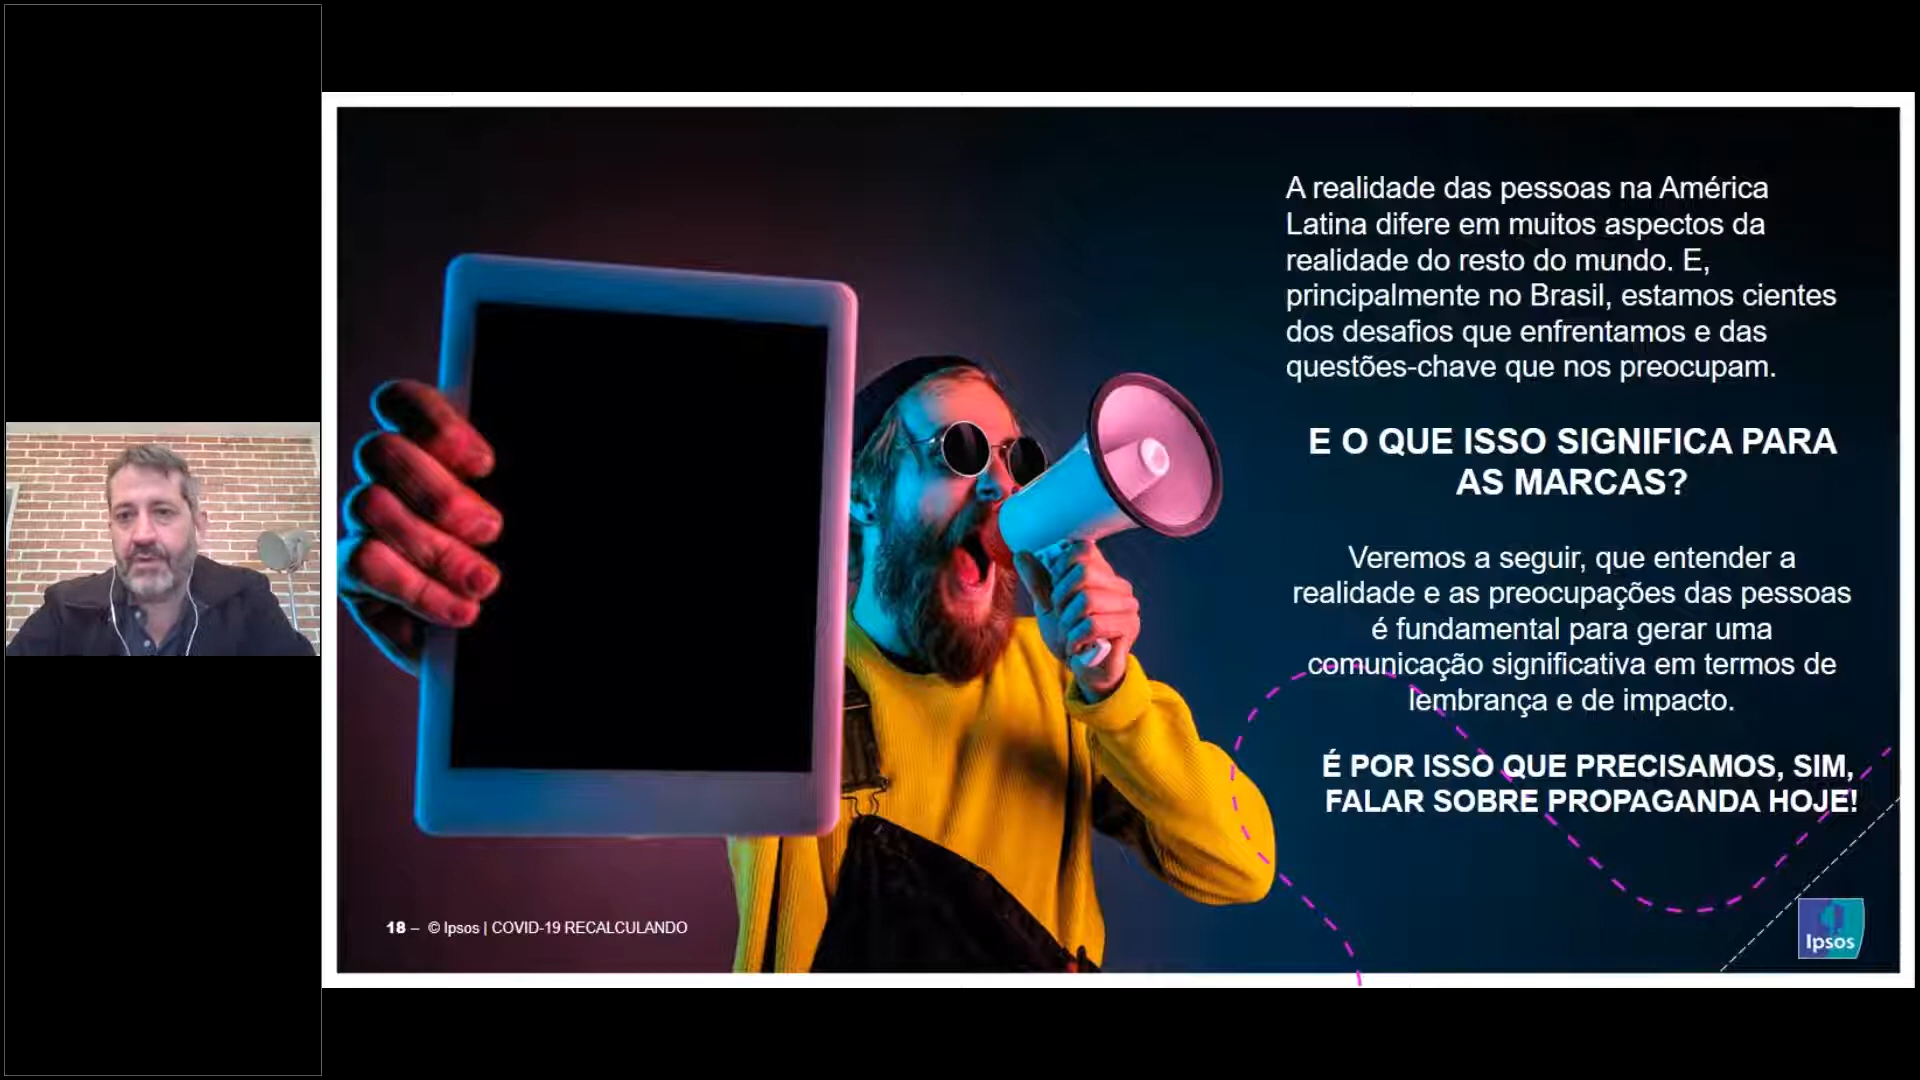 A realidade das pessoas na América
Latina difere em muitos aspectos da
realidade do resto do mundo. E,
principalmente no Brasil, estamos cientes
dos desafios que enfrentamos e das
questões-chave que nos preocupam.
E O QUE ISSO SIGNIFICA PARA
AS MARCAS?
Veremos a seguir, que entender a
realidade e as preocupações das pessoas
é fundamental para gerar uma
comunicação significativa em termos de
lembrança e de impacto.
É POR ISSO QUE PRECISAMOS, SIM,
FALAR SOBRE PROPAGANDA HOJE!
18 – © Ipsos | COVID-19 RECALCULANDO
Ipsos